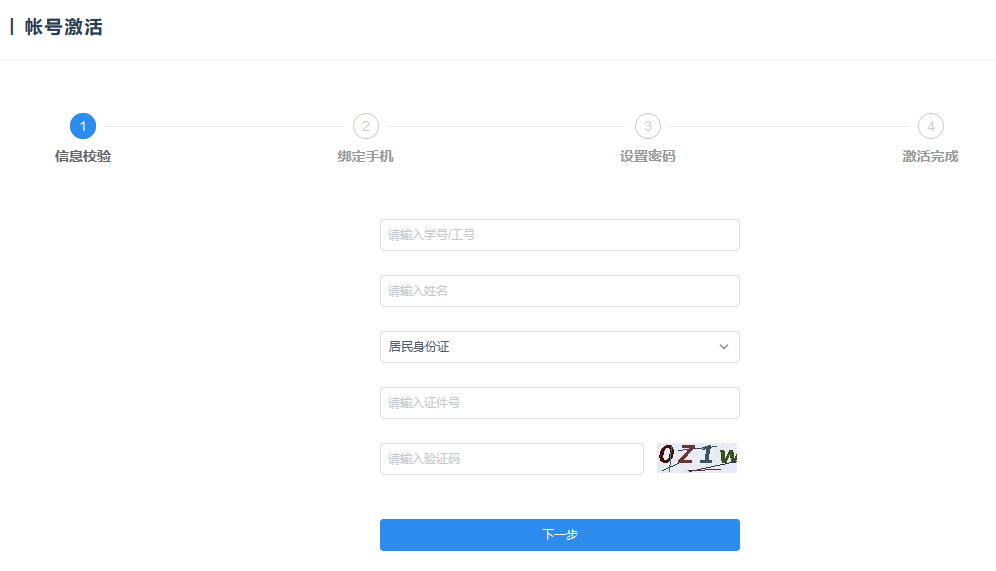 帐号激活
1 2 3 4
信息校验 绑定手机 设置密码 激活完成
请输入学号/工号
请输入姓名
居民身份证
请输入证件号
请输入验证码 0Z1w
下一步